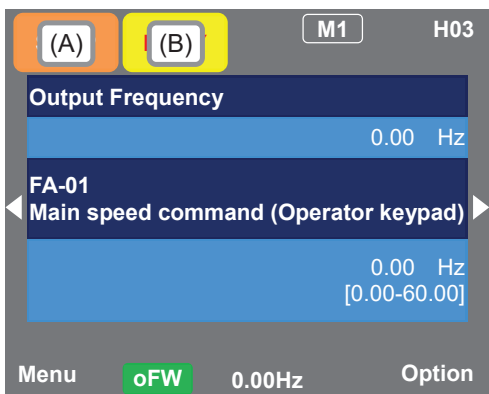 (A) (B) M1 H03
Output Frequency
0.00 Hz
FA-01
Main speed command (Operator keypad)
0.00 Hz
[0.00-60.00]
Menu oFW 0.00Hz Option